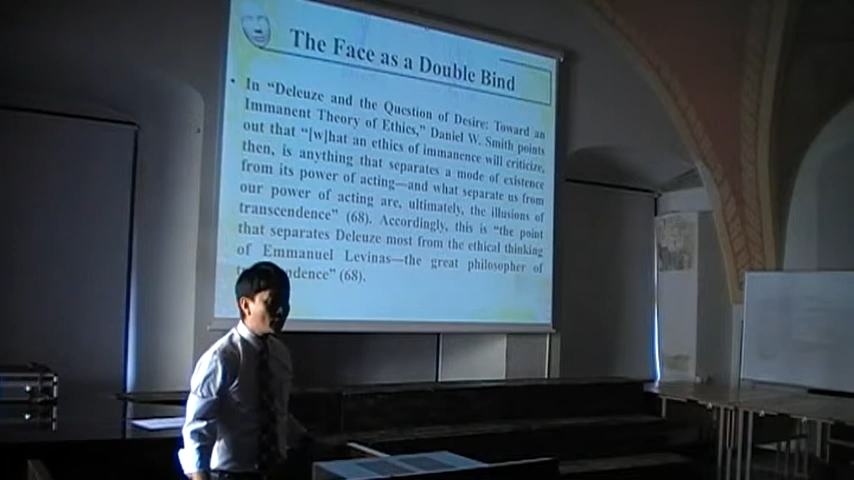 The Face as a Double Bind
• In “Deleuze and the Question of Desire: Toward an
Immanent Theory of Ethics,” Daniel W. Smith points
out that “[w]hat an ethics of immanence will criticize,
then, is anything that separates a mode of existence
from its power of acting—and what separate us from
our power of acting are, ultimately, the illusions of
transcendence” (68). Accordingly, this is “the point
that separates Deleuze most from the ethical thinking
of Emmanuel Levinas—the great philosopher of
(68).